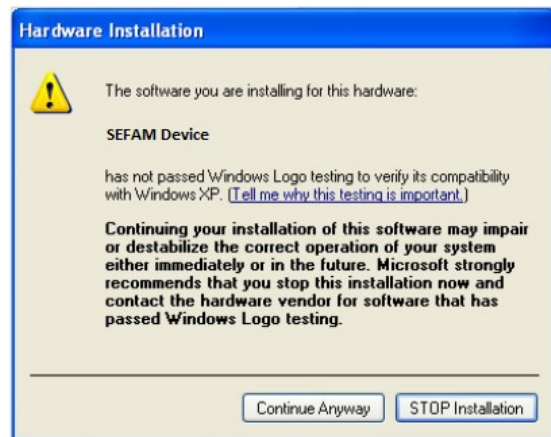 Hardware Installation
The software you are installing for this hardware:
SEFAM Device
has not passed Windows Logo testing to verify its compatibility
with Windows XP. (Tell me why this testing is important.)
Continuing your installation of this software may impair
or destabilize the correct operation of your system
either immediately or in the future. Microsoft strongly
recommends that you stop this installation now and
contact the hardware vendor for software that has
passed Windows Logo testing.
Continue Anyway
STOP Installation